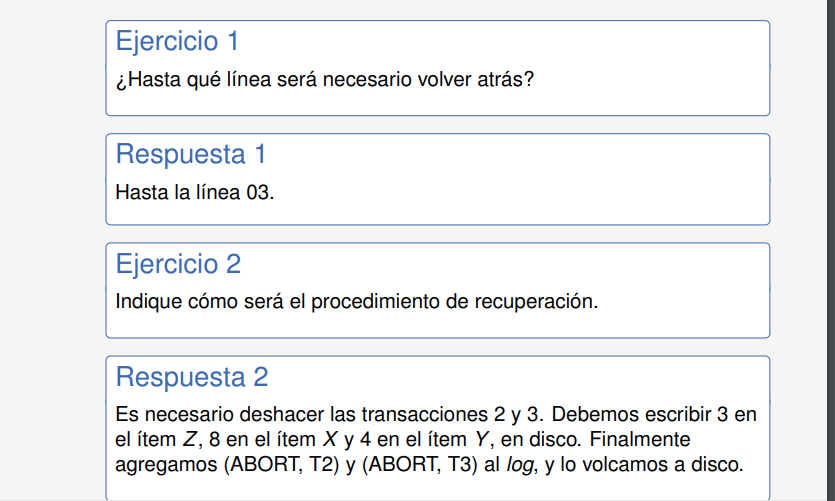 Ejercicio 1
¿Hasta qué línea será necesario volver atrás?
Respuesta 1
Hasta la línea 03.
Ejercicio 2
Indique cómo será el procedimiento de recuperación.
Respuesta 2
Es necesario deshacer las transacciones 2 y 3. Debemos escribir 3 en
el ítem Z, 8 en el ítem X y 4 en el ítem Y, en disco. Finalmente
agregamos (ABORT, T2) y (ABORT, T3) al log, y lo volcamos a disco.